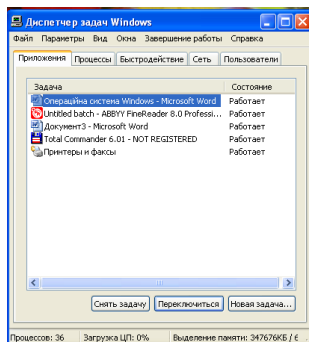 Диспетчер задач Windows
Файл Параметры Вид Окна Завершение работы Справка
Приложения Процессы Быстродействие Сеть Пользователи
Задача Состояние
Операційна система Windows - Microsoft Word Работает
Untitled batch - ABBYY FineReader 8.0 Professi... Работает
Документ3 - Microsoft Word Работает
Total Commander 6.01 - NOT REGISTERED Работает
Принтеры и факсы Работает
Снять задачу Переключиться Новая задача...
Процессов: 36 Загрузка ЦП: 0% Выделение памяти: 347676КБ / 6